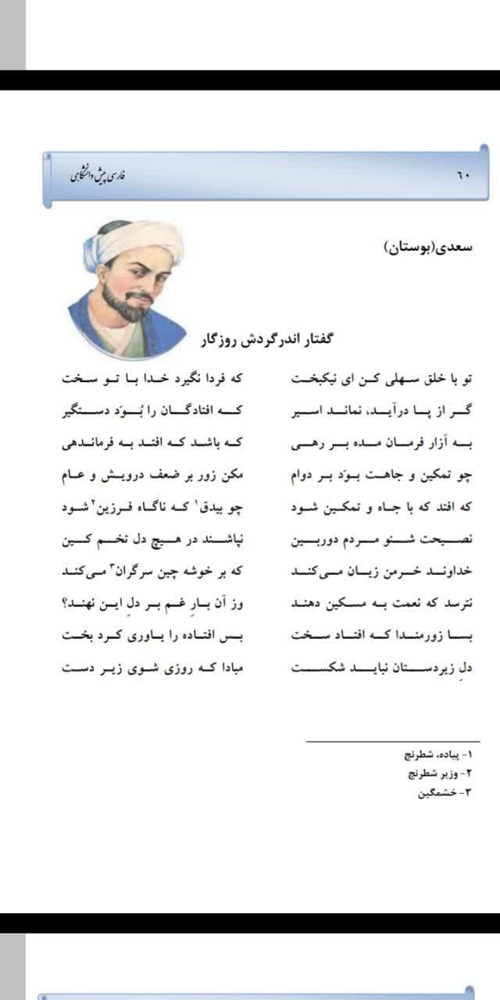 ۶۰ فارسی پیش دانشگاهی
سعدی(بوستان)
گفتار اندرگردش روزگار
تو با خلق سهلی کن ای نیکبخت که فردا نگیرد خدا با تو سخت
گر از پا درآید، نماند اسیر که افتادگان را بُوَد دستگیر
به آزار فرمان مده بر رهی که باشد که افتد به فرماندهی
چو تمکین و جاهت بوَد بر دوام مکن زور بر ضعف درویش و عام
که افتد که با جاه و تمکین شود چو بیدق۱ که ناگاه فرزین۲ شود
نصیحت شنو مردم دوربین نپاشند در هیچ دل تخم کین
خداوند خرمن زیان می‌کند که بر خوشه چین سرگران۳ می‌کند
نترسد که نعمت به مسکین دهند وز آن بارِ غم بر دلِ این نهند؟
بسا زورمندا که افتاد سخت بس افتاده را یاوری کرد بخت
دلِ زیردستان نباید شکست مبادا که روزی شوی زیر دست
۱- پیاده، شطرنج
۲- وزیر شطرنج
۳- خشمگین